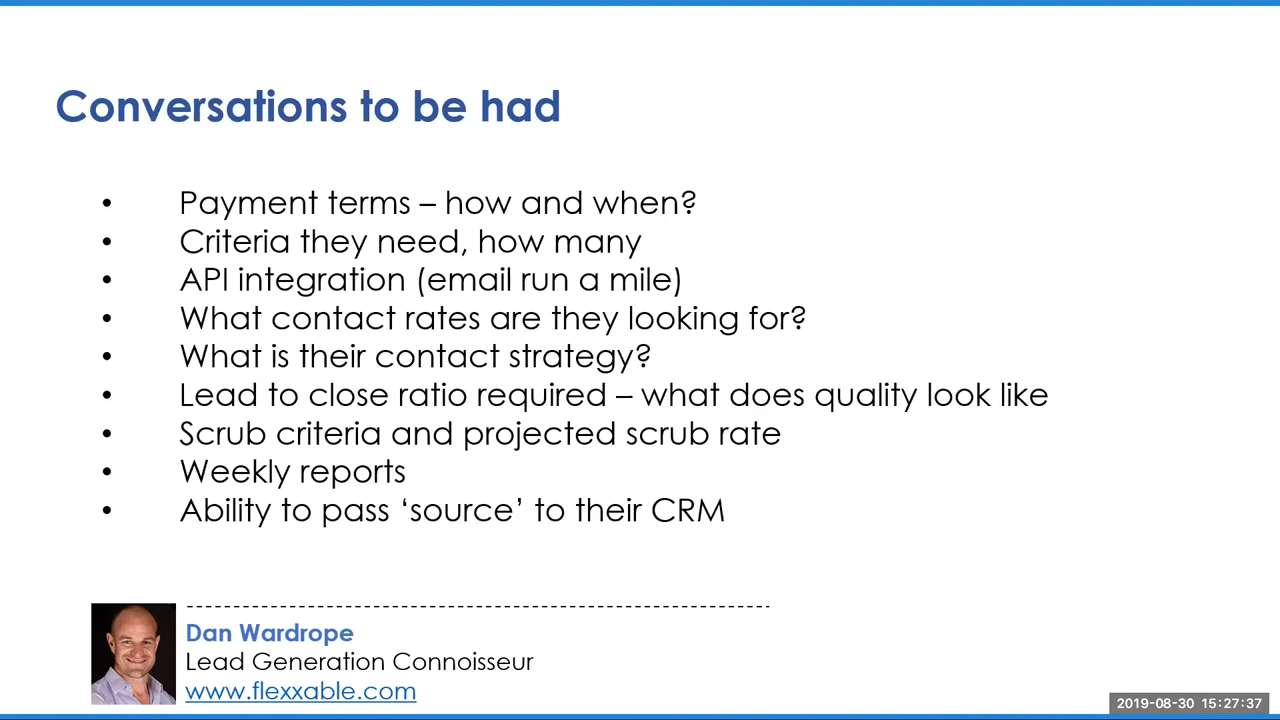 Conversations to be had
• Payment terms – how and when?
• Criteria they need, how many
• API integration (email run a mile)
• What contact rates are they looking for?
• What is their contact strategy?
• Lead to close ratio required – what does quality look like
• Scrub criteria and projected scrub rate
• Weekly reports
• Ability to pass ‘source’ to their CRM
Dan Wardrope
Lead Generation Connoisseur
www.flexxable.com
2019-08-30 15:27:37